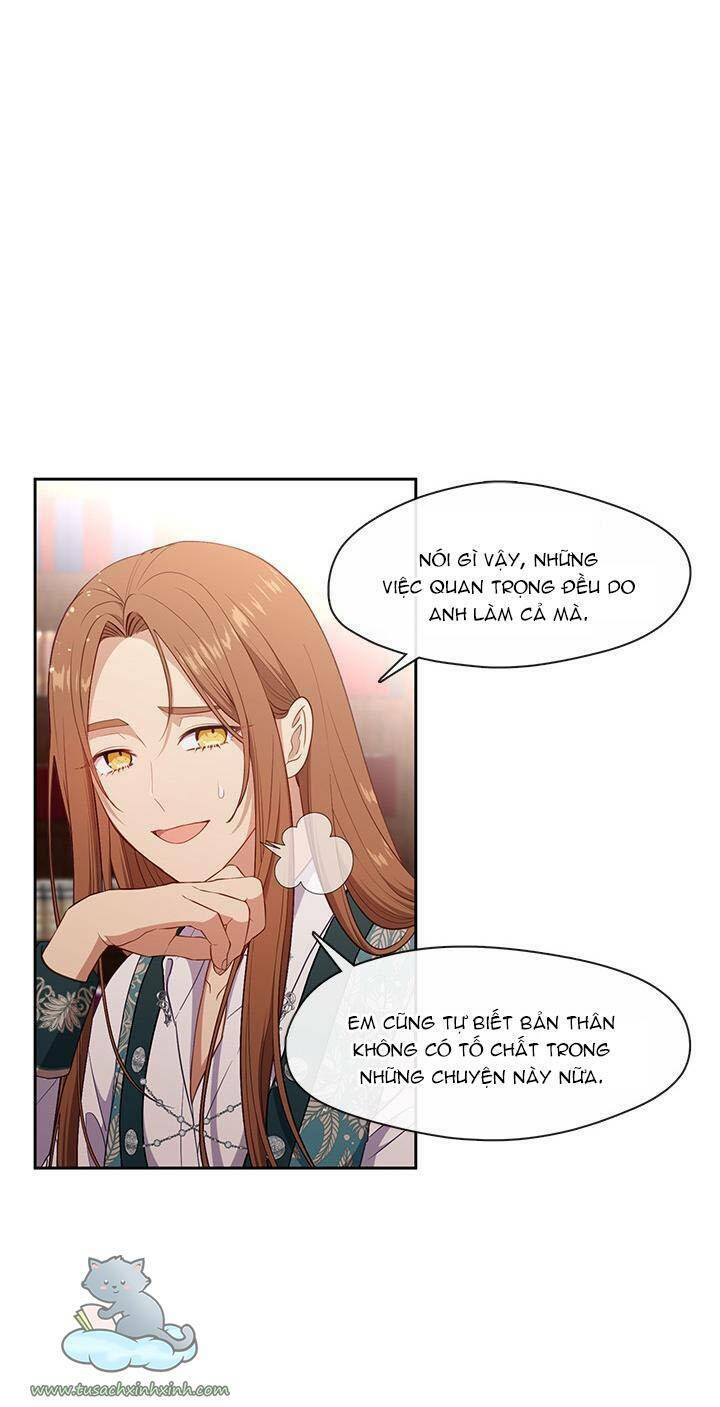 NÓI GÌ VẬY, NHỮNG
VIỆC QUAN TRỌNG ĐỀU DO
ANH LÀM CẢ MÀ.
EM CŨNG TỰ BIẾT BẢN THÂN
KHÔNG CÓ TỐ CHẤT TRONG
NHỮNG CHUYỆN NÀY NỮA.
www.tusachxinhxinh.com